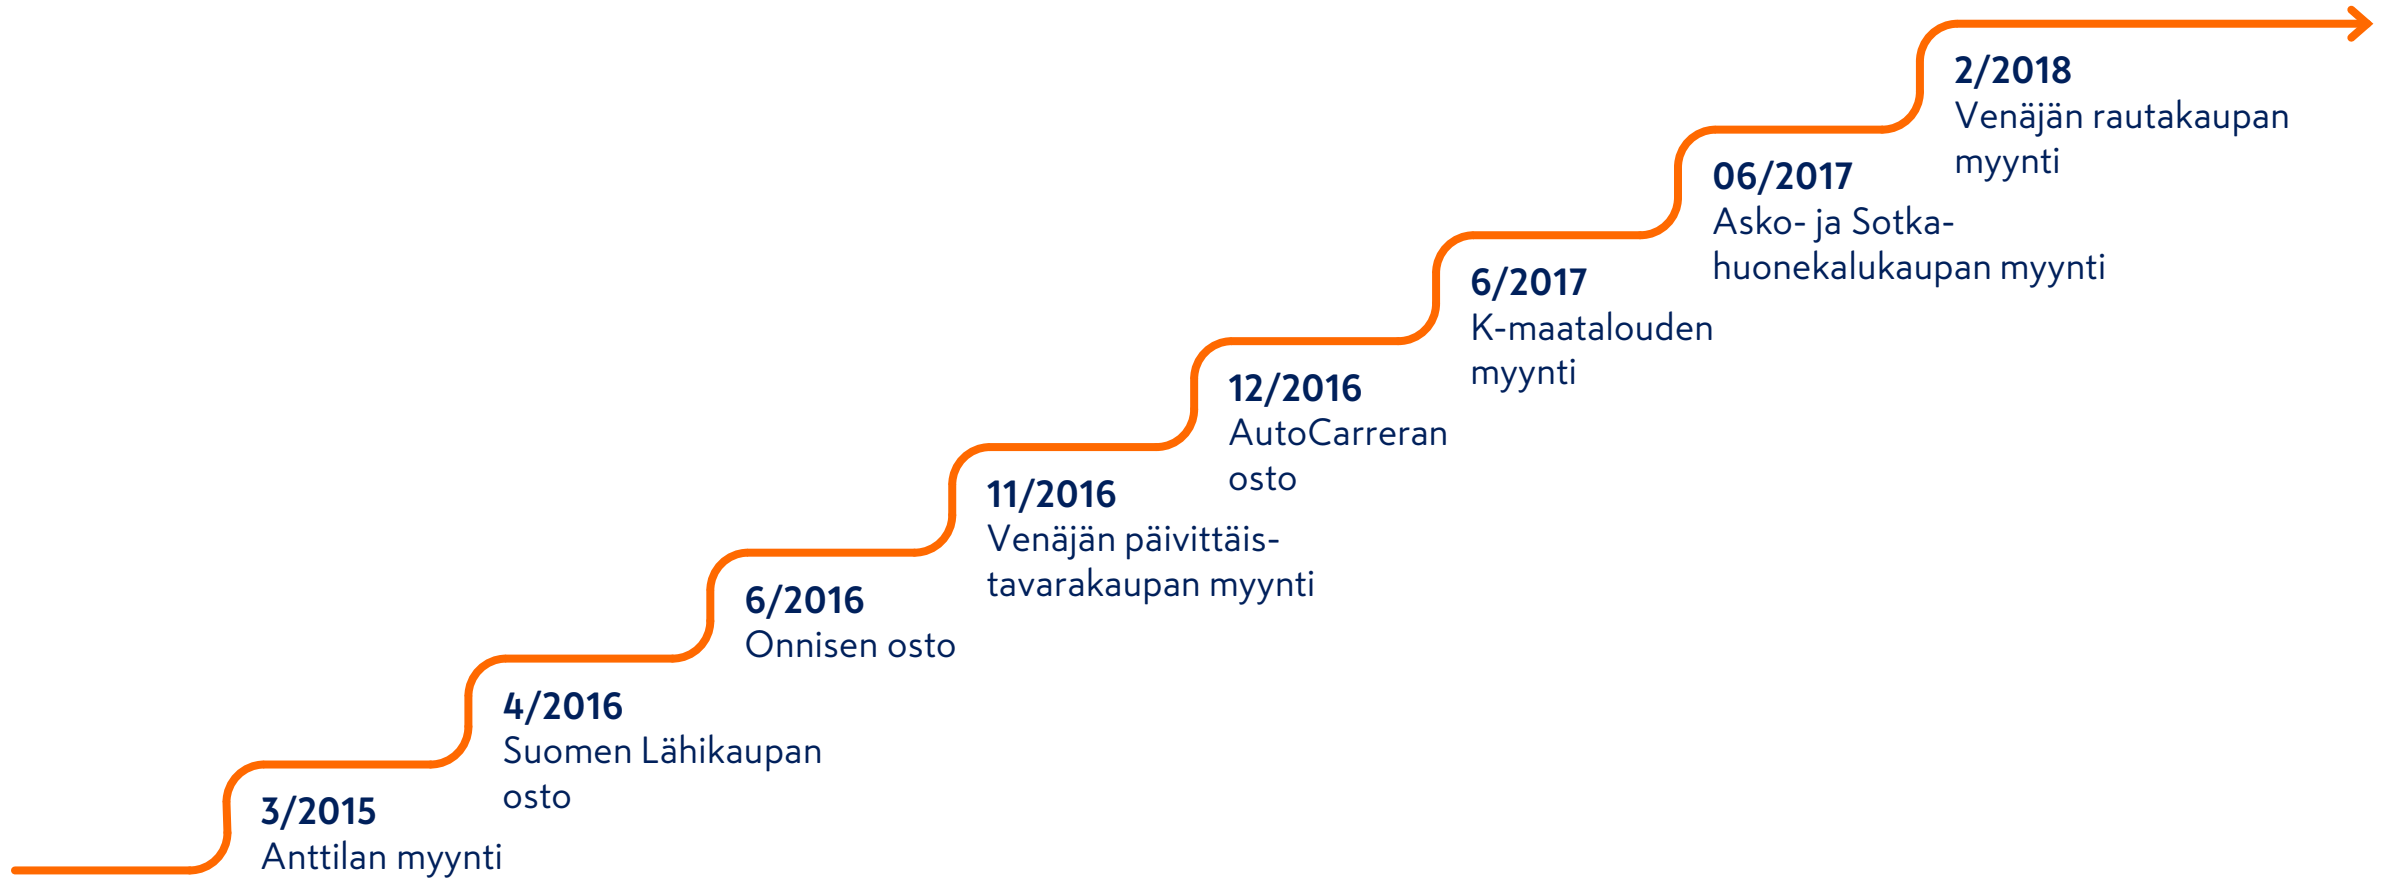 2/2018
Venäjän rautakaupan
myynti
06/2017
Asko- ja Sotka-
huonekalukaupan myynti
6/2017
K-maatalouden
myynti
12/2016
AutoCarreran
osto
11/2016
Venäjän päivittäis-
tavarakaupan myynti
6/2016
Onnisen osto
4/2016
Suomen Lähikaupan
osto
3/2015
Anttilan myynti